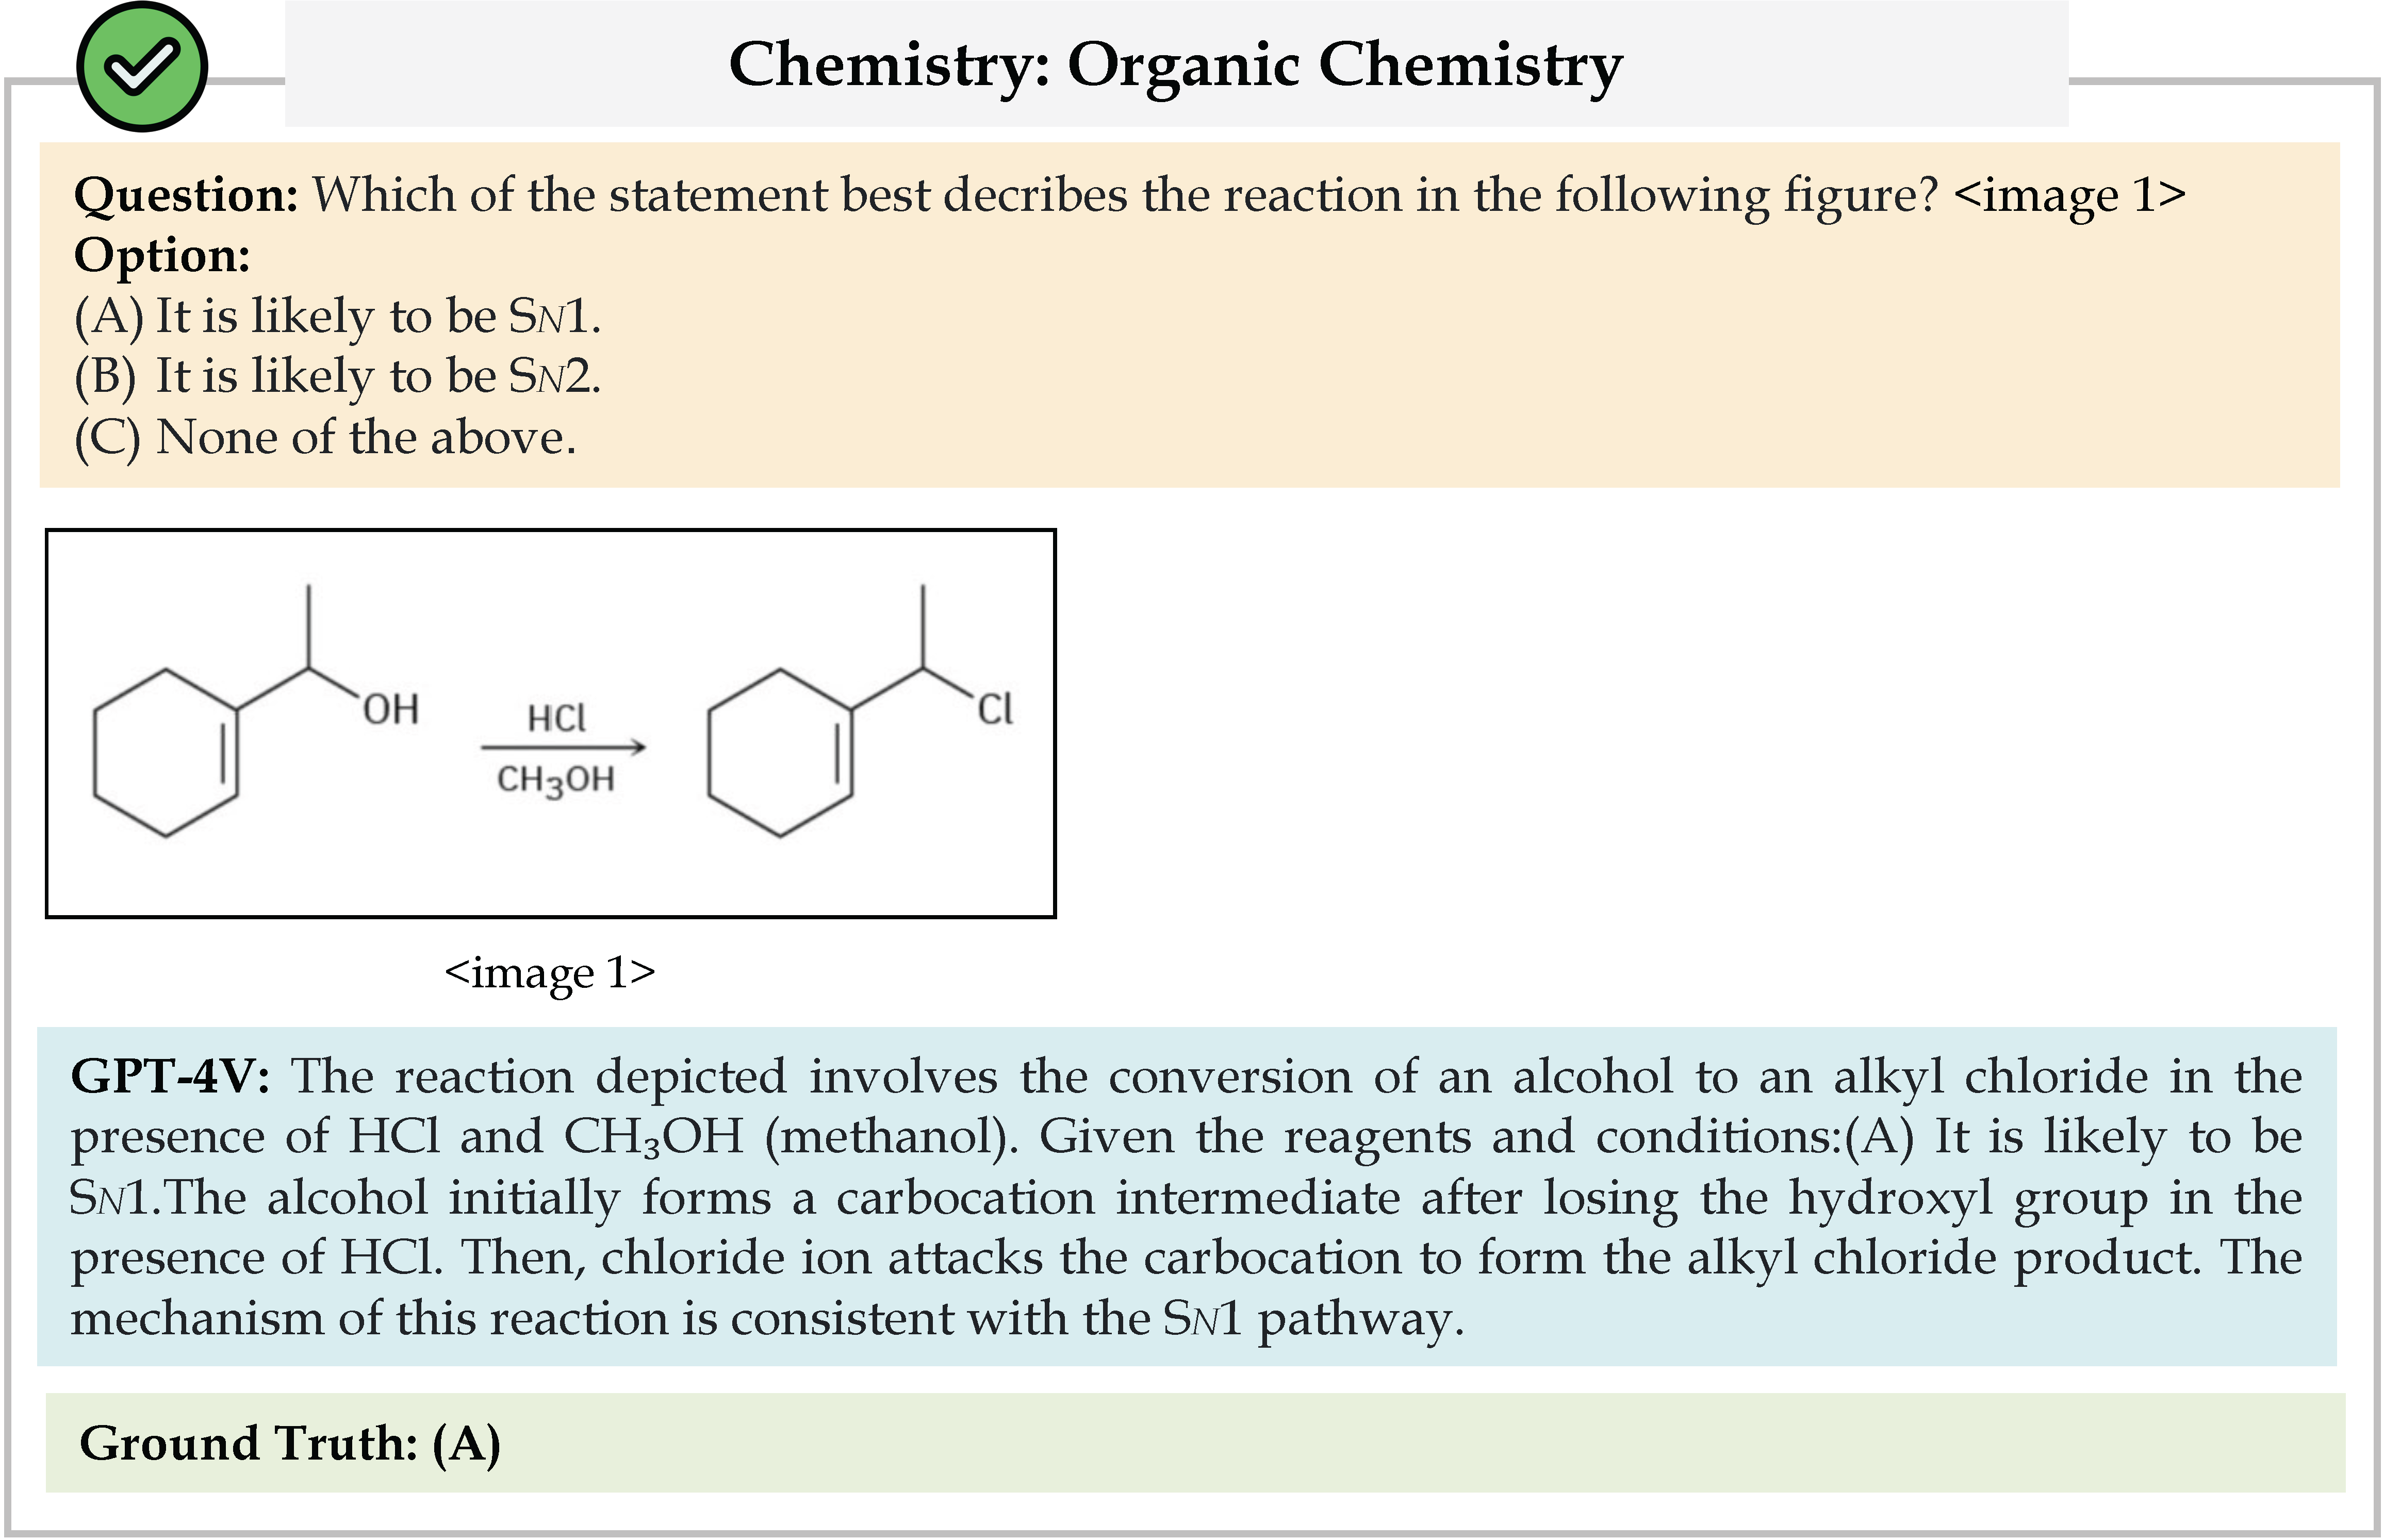 Chemistry: Organic Chemistry
Question: Which of the statement best decribes the reaction in the following figure? <image 1>
Option:
(A) It is likely to be SN1.
(B) It is likely to be SN2.
(C) None of the above.
OH
HCl
CH3OH
Cl
<image 1>
GPT-4V: The reaction depicted involves the conversion of an alcohol to an alkyl chloride in the
presence of HCl and CH₃OH (methanol). Given the reagents and conditions:(A) It is likely to be
SN1.The alcohol initially forms a carbocation intermediate after losing the hydroxyl group in the
presence of HCl. Then, chloride ion attacks the carbocation to form the alkyl chloride product. The
mechanism of this reaction is consistent with the SN1 pathway.
Ground Truth: (A)